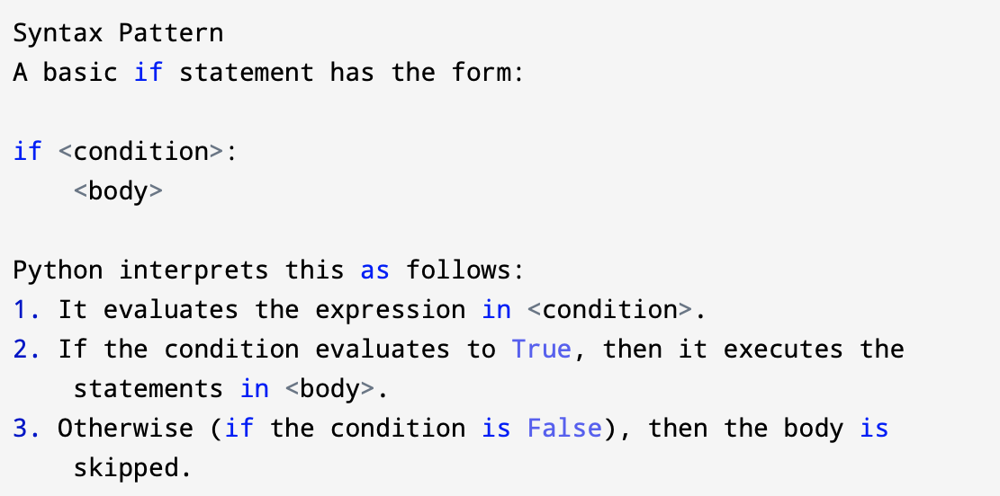 Syntax Pattern
A basic if statement has the form:
if <condition>:
    <body>
Python interprets this as follows:
1. It evaluates the expression in <condition>.
2. If the condition evaluates to True, then it executes the
    statements in <body>.
3. Otherwise (if the condition is False), then the body is
    skipped.